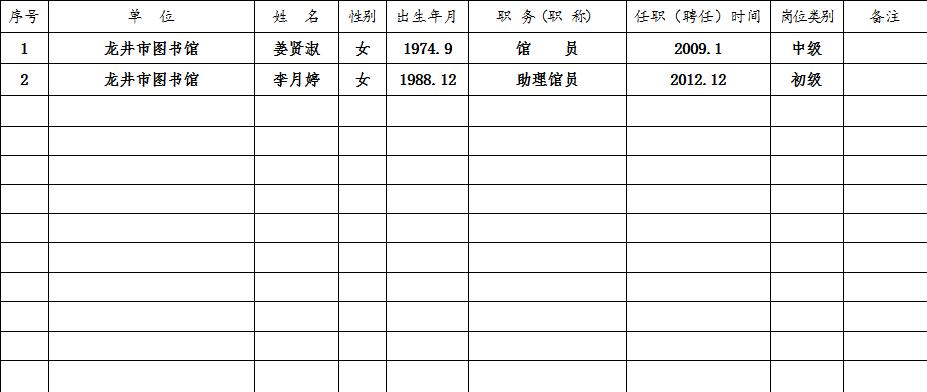 序号 单 位 姓 名 性别 出生年月 职 务(职 称) 任职（聘任）时间 岗位类别 备注
1 龙井市图书馆 姜贤淑 女 1974.9 馆 员 2009.1 中级
2 龙井市图书馆 李月婷 女 1988.12 助理馆员 2012.12 初级